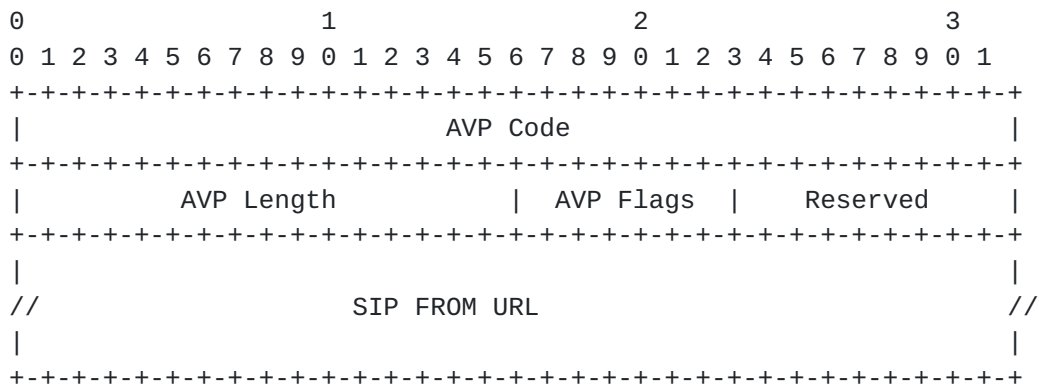 0                   1                   2                   3
0 1 2 3 4 5 6 7 8 9 0 1 2 3 4 5 6 7 8 9 0 1 2 3 4 5 6 7 8 9 0 1
+-+-+-+-+-+-+-+-+-+-+-+-+-+-+-+-+-+-+-+-+-+-+-+-+-+-+-+-+-+-+-+-+
|                           AVP Code                            |
+-+-+-+-+-+-+-+-+-+-+-+-+-+-+-+-+-+-+-+-+-+-+-+-+-+-+-+-+-+-+-+-+
|          AVP Length           |  AVP Flags  |    Reserved     |
+-+-+-+-+-+-+-+-+-+-+-+-+-+-+-+-+-+-+-+-+-+-+-+-+-+-+-+-+-+-+-+-+
|                                                               |
//                    SIP FROM URL                              //
|                                                               |
+-+-+-+-+-+-+-+-+-+-+-+-+-+-+-+-+-+-+-+-+-+-+-+-+-+-+-+-+-+-+-+-+